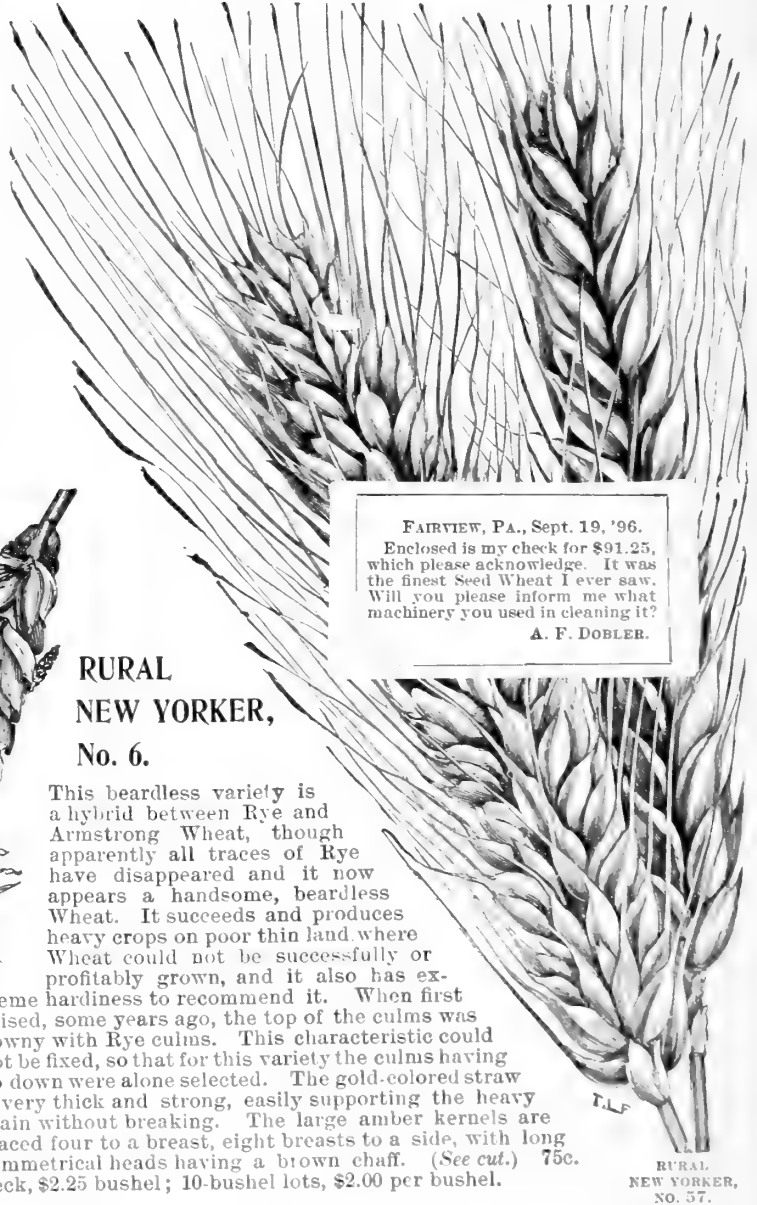 FAIRVIEW, PA., Sept. 19, '96.
Enclosed is my check for $91.25,
which please acknowledge. It was
the finest Seed Wheat I ever saw.
Will you please inform me what
machinery you used in cleaning it?
A. F. DOBLER.
RURAL
NEW YORKER,
No. 6.
This beardless variety is
a hybrid between Rye and
Armstrong Wheat, though
apparently all traces of Rye
have disappeared and it now
appears a handsome, beardless
Wheat. It succeeds and produces
heavy crops on poor thin land where
Wheat could not be successfully or
profitably grown, and it also has ex-
eme hardiness to recommend it. When first
ised, some years ago, the top of the culms was
owny with Rye culms. This characteristic could
ot be fixed, so that for this variety the culms having
o down were alone selected. The gold-colored straw
very thick and strong, easily supporting the heavy
ain without breaking. The large amber kernels are
aced four to a breast, eight breasts to a side, with long
mmetrical heads having a brown chaff. (See cut.) 75c.
eck, $2.25 bushel; 10-bushel lots, $2.00 per bushel.
T.L.F
RURAL
NEW YORKER,
NO. 57.